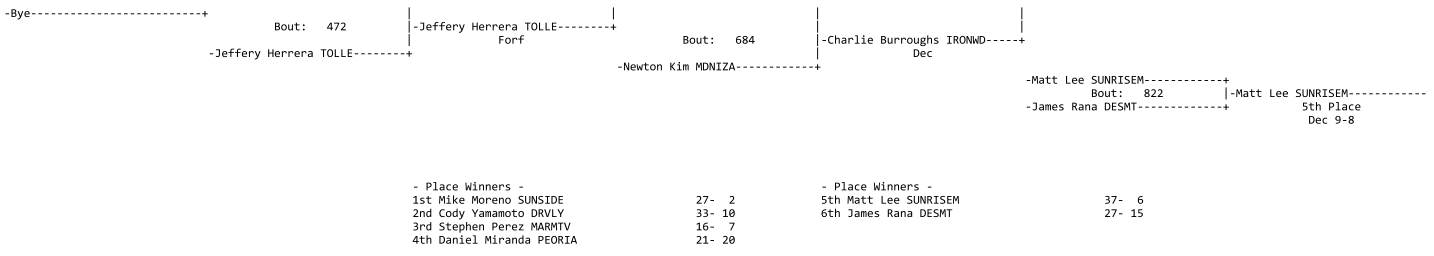 -Bye---------------------------+                               |                               |                               |                               |
                                          Bout:   472          |-Jeffery Herrera TOLLE--------+                               |                               |
                                                               |             Forf                         Bout:   684          |-Charlie Burroughs IRONWD-----+
                                -Jeffery Herrera TOLLE--------+                                                               |              Dec
                                                                                                -Newton Kim MDNIZA------------+
                                                                                                                                                                -Matt Lee SUNRISEM------------+
                                                                                                                                                                          Bout:   822          |-Matt Lee SUNRISEM------------
                                                                                                                                                                -James Rana DESMT-------------+            5th Place
                                                                                                                                                                                                            Dec 9-8
- Place Winners -                                               - Place Winners -
1st Mike Moreno SUNSIDE                     27-  2              5th Matt Lee SUNRISEM                       37-  6
2nd Cody Yamamoto DRVLY                     33- 10              6th James Rana DESMT                        27- 15
3rd Stephen Perez MARMTV                    16-  7
4th Daniel Miranda PEORIA                   21- 20